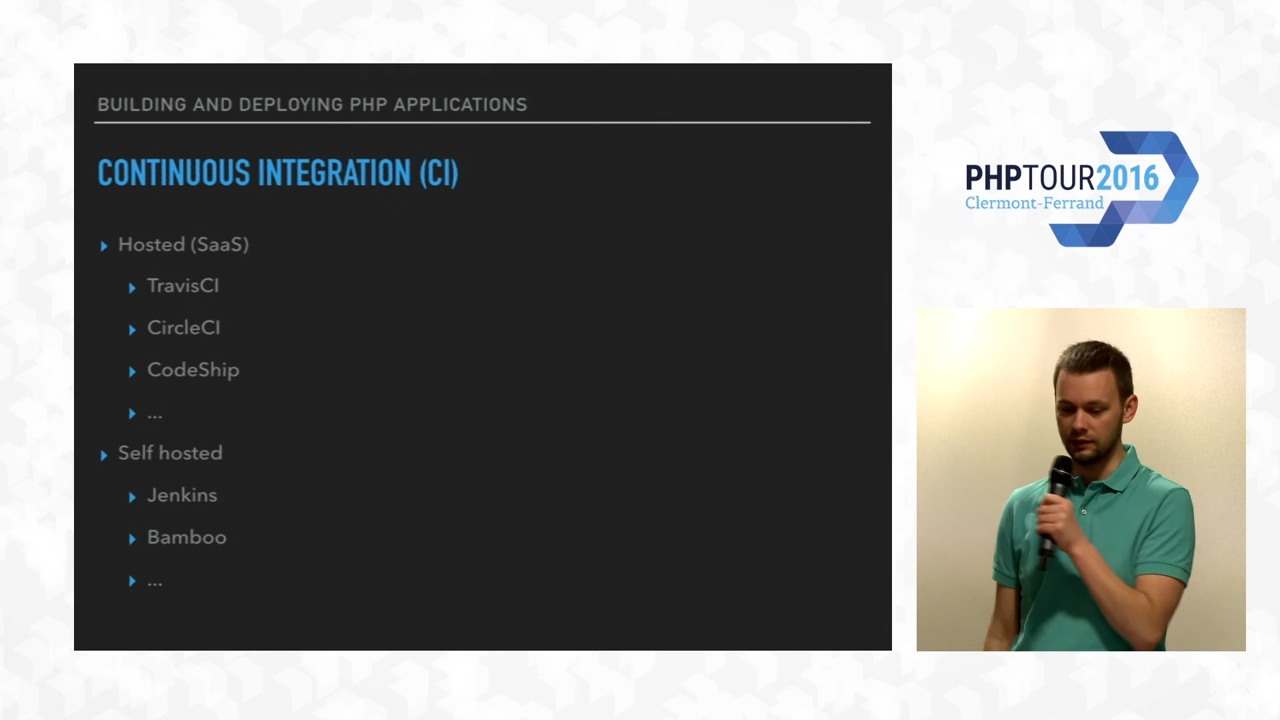 BUILDING AND DEPLOYING PHP APPLICATIONS
CONTINUOUS INTEGRATION (CI)
Hosted (SaaS)
TravisCI
CircleCI
CodeShip
...
Self hosted
Jenkins
Bamboo
...
PHPTOUR2016
Clermont-Ferrand